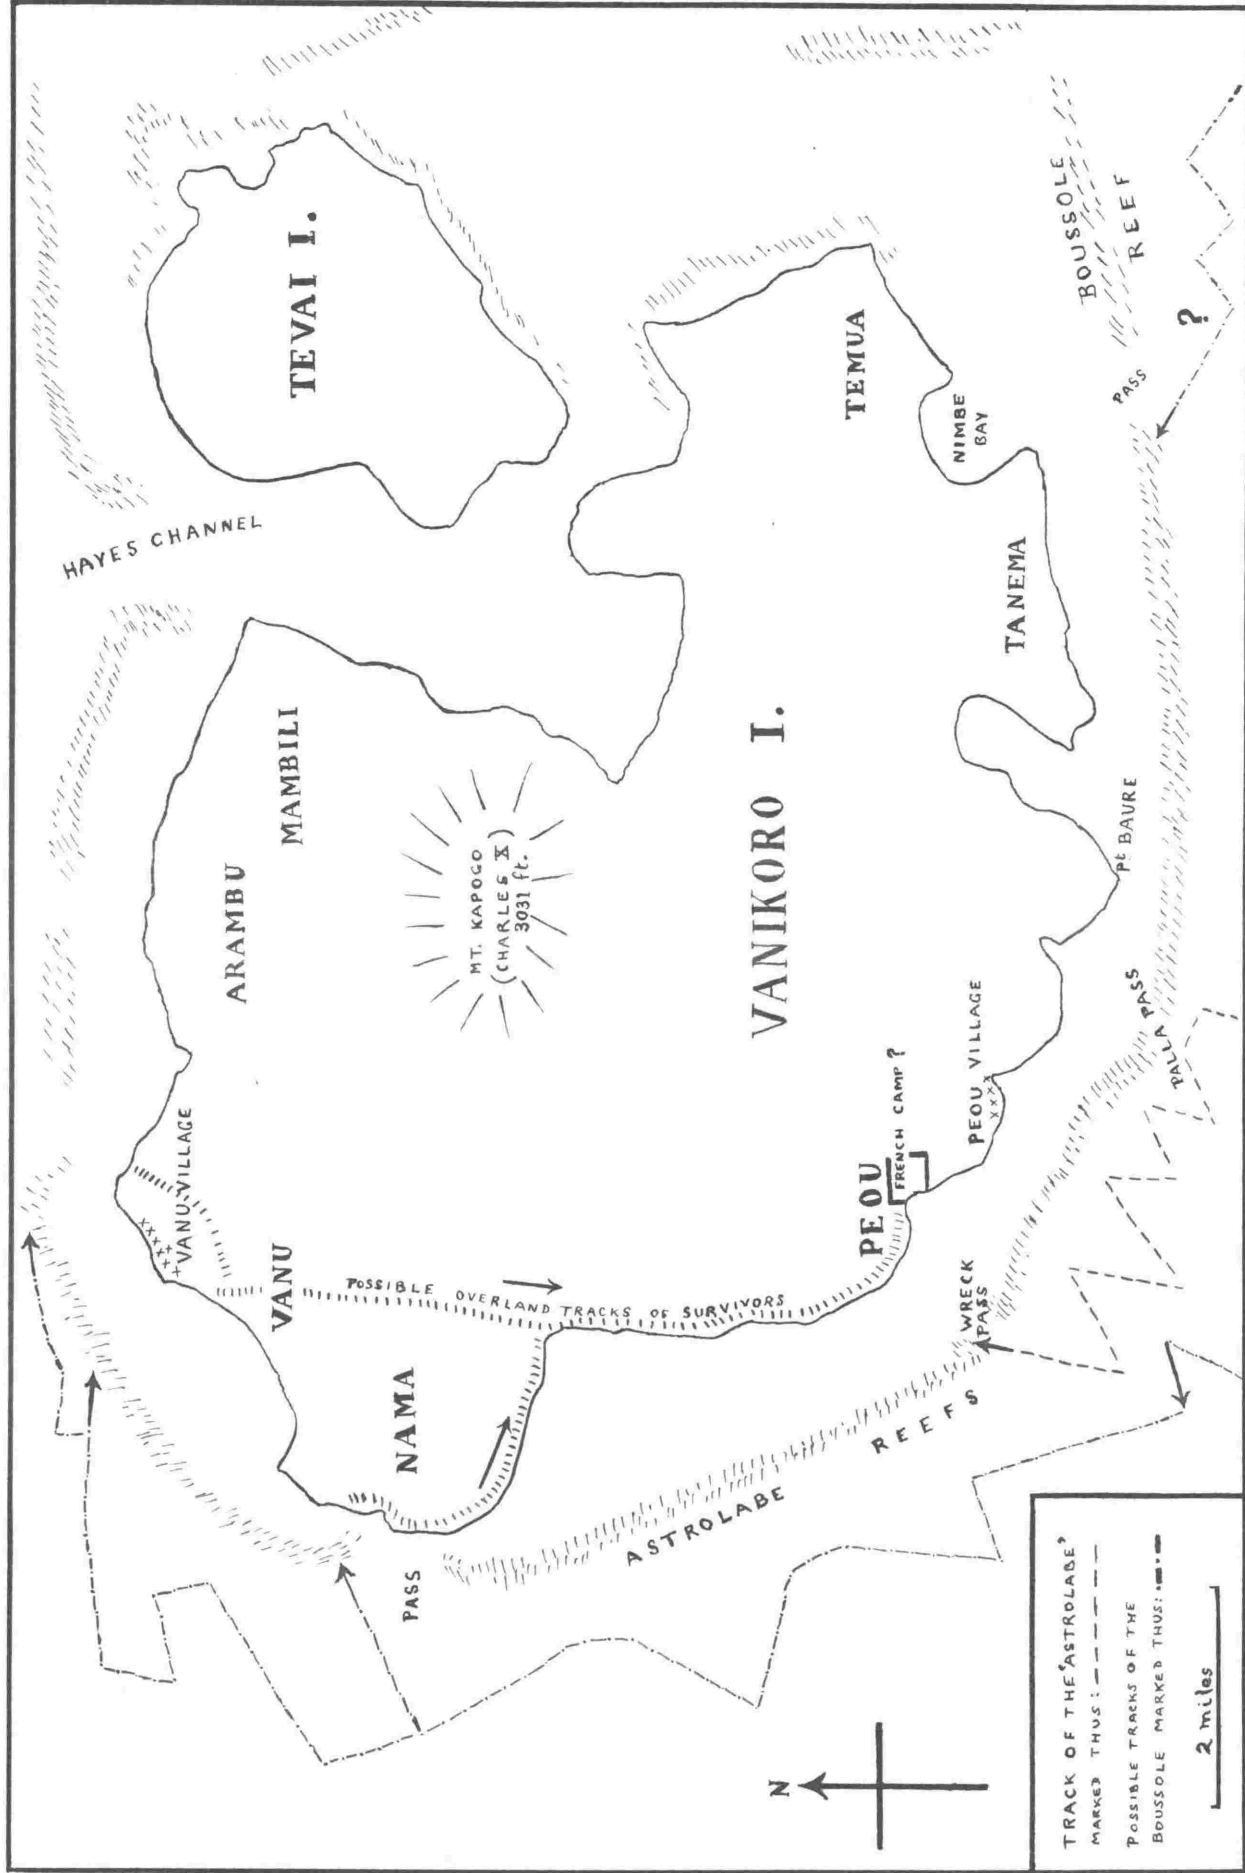 HAYES CHANNEL
TEVAI I.
MAMBILI
ARAMBU
VANU VILLAGE
VANU
NAMA
MT. KAPOGO
(CHARLES X)
3031 ft.
POSSIBLE OVERLAND TRACKS OF SURVIVORS
VANIKORO I.
TEMUA
NIMBE
BAY
TANEMA
BOUSSOLE
REEF
PASS
?
Pt BAURE
PEOU
FRENCH CAMP?
PEOU VILLAGE
PALLA PASS
WRECK
PASS
ASTROLABE REEFS
PASS
N
TRACK OF THE 'ASTROLABE'
MARKED THUS: – – – – – –
POSSIBLE TRACKS OF THE
BOUSSOLE MARKED THUS: .–.–.–
2 miles